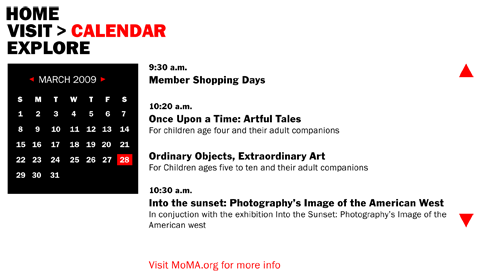 HOME
VISIT > CALENDAR
EXPLORE
MARCH 2009
S M T W T F S
1 2 3 4 5 6 7
8 9 10 11 12 13 14
15 16 17 18 19 20 21
22 23 24 25 26 27 28
29 30 31
9:30 a.m.
Member Shopping Days
10:20 a.m.
Once Upon a Time: Artful Tales
For children age four and their adult companions
Ordinary Objects, Extraordinary Art
For Children ages five to ten and their adult companions
10:30 a.m.
Into the sunset: Photography's Image of the American West
In conjuction with the exhibition Into the Sunset: Photography's Image of the
American west
Visit MoMA.org for more info